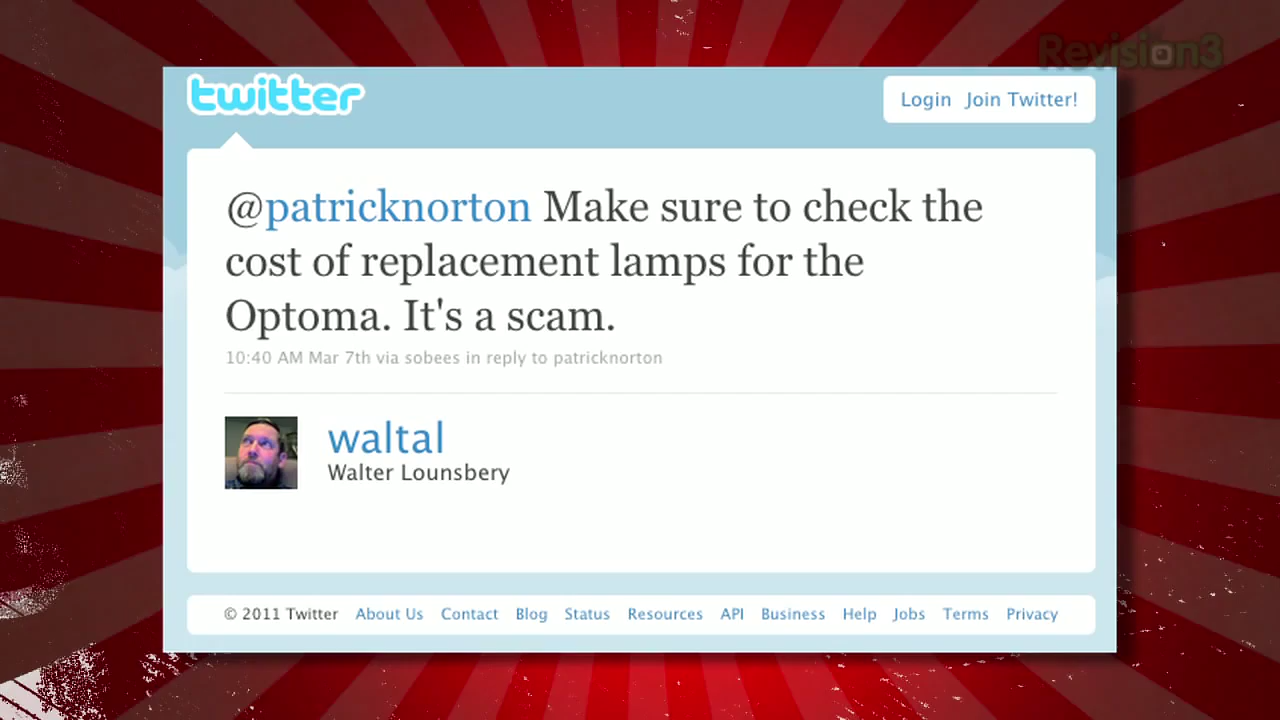 Revision3
twitter
Login Join Twitter!
@patricknorton Make sure to check the
cost of replacement lamps for the
Optoma. It's a scam.
10:40 AM Mar 7th via sobees in reply to patricknorton
waltal
Walter Lounsbery
© 2011 Twitter About Us Contact Blog Status Resources API Business Help Jobs Terms Privacy